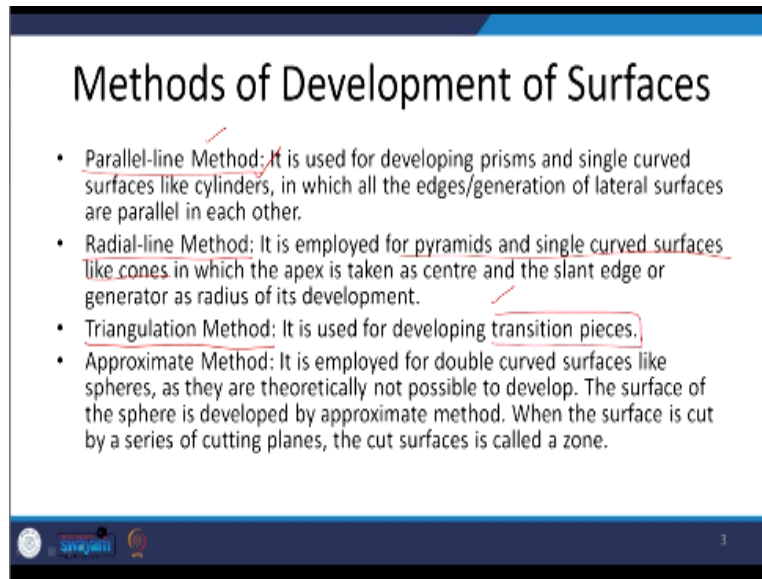 Methods of Development of Surfaces
• Parallel-line Method: It is used for developing prisms and single curved
surfaces like cylinders, in which all the edges/generation of lateral surfaces
are parallel in each other.
• Radial-line Method: It is employed for pyramids and single curved surfaces
like cones in which the apex is taken as centre and the slant edge or
generator as radius of its development.
• Triangulation Method: It is used for developing transition pieces.
• Approximate Method: It is employed for double curved surfaces like
spheres, as they are theoretically not possible to develop. The surface of
the sphere is developed by approximate method. When the surface is cut
by a series of cutting planes, the cut surfaces is called a zone.
swayam
3